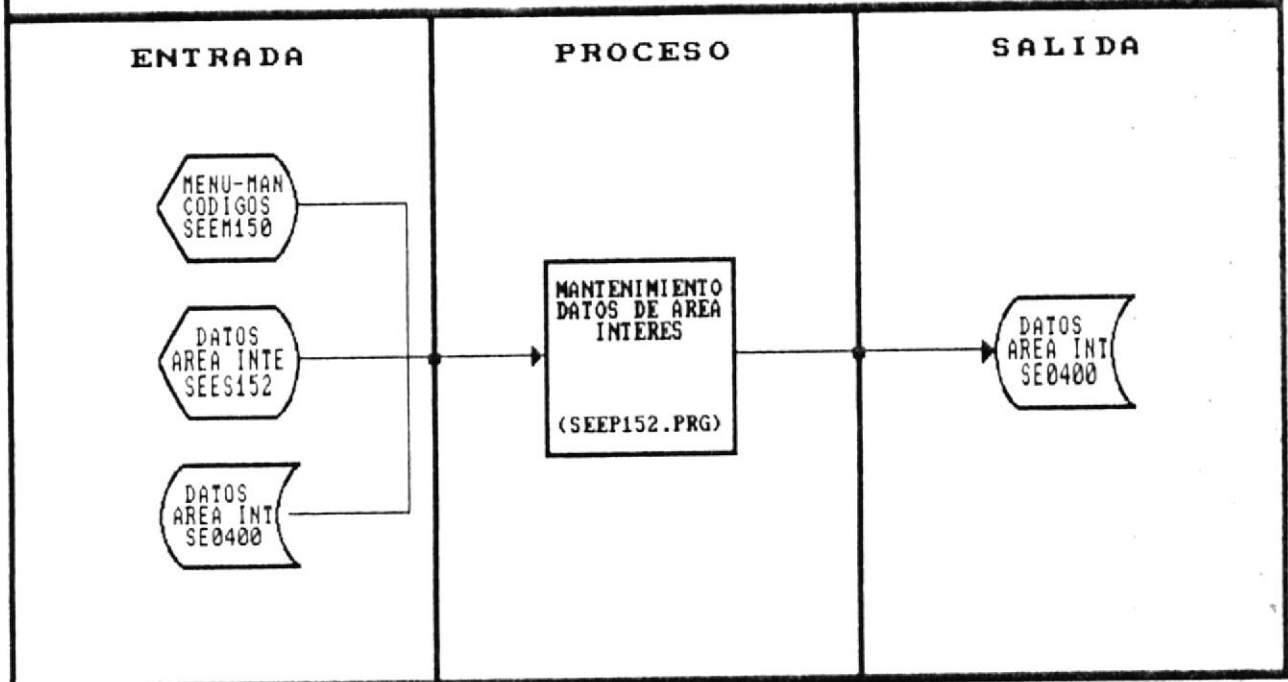 ENTRADA
PROCESO
SALIDA
MENU-MAN
CODIGOS
SEEM150
DATOS
AREA INTE
SEES152
DATOS
AREA INT
SE0400
MANTENIMIENTO
DATOS DE AREA
INTERES
(SEEP152.PRG)
DATOS
AREA INT
SE0400